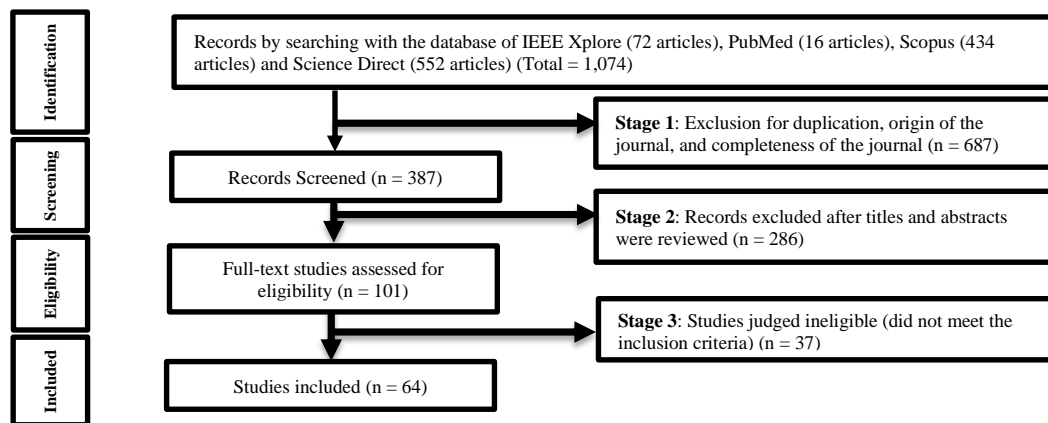 Identification
Records by searching with the database of IEEE Xplore (72 articles), PubMed (16 articles), Scopus (434
articles) and Science Direct (552 articles) (Total = 1,074)
Stage 1: Exclusion for duplication, origin of the
journal, and completeness of the journal (n = 687)
Screening
Records Screened (n = 387)
Stage 2: Records excluded after titles and abstracts
were reviewed (n = 286)
Eligibility
Full-text studies assessed for
eligibility (n = 101)
Stage 3: Studies judged ineligible (did not meet the
inclusion criteria) (n = 37)
Included
Studies included (n = 64)